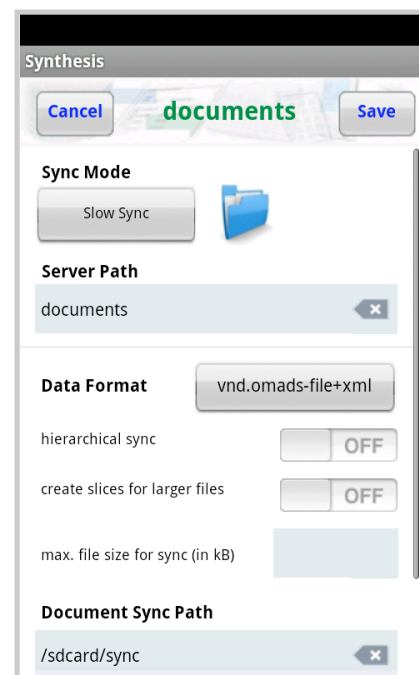 Synthesis
Cancel documents Save
Sync Mode
Slow Sync
Server Path
documents
Data Format vnd.omads-file+xml
hierarchical sync OFF
create slices for larger files OFF
max. file size for sync (in kB)
Document Sync Path
/sdcard/sync